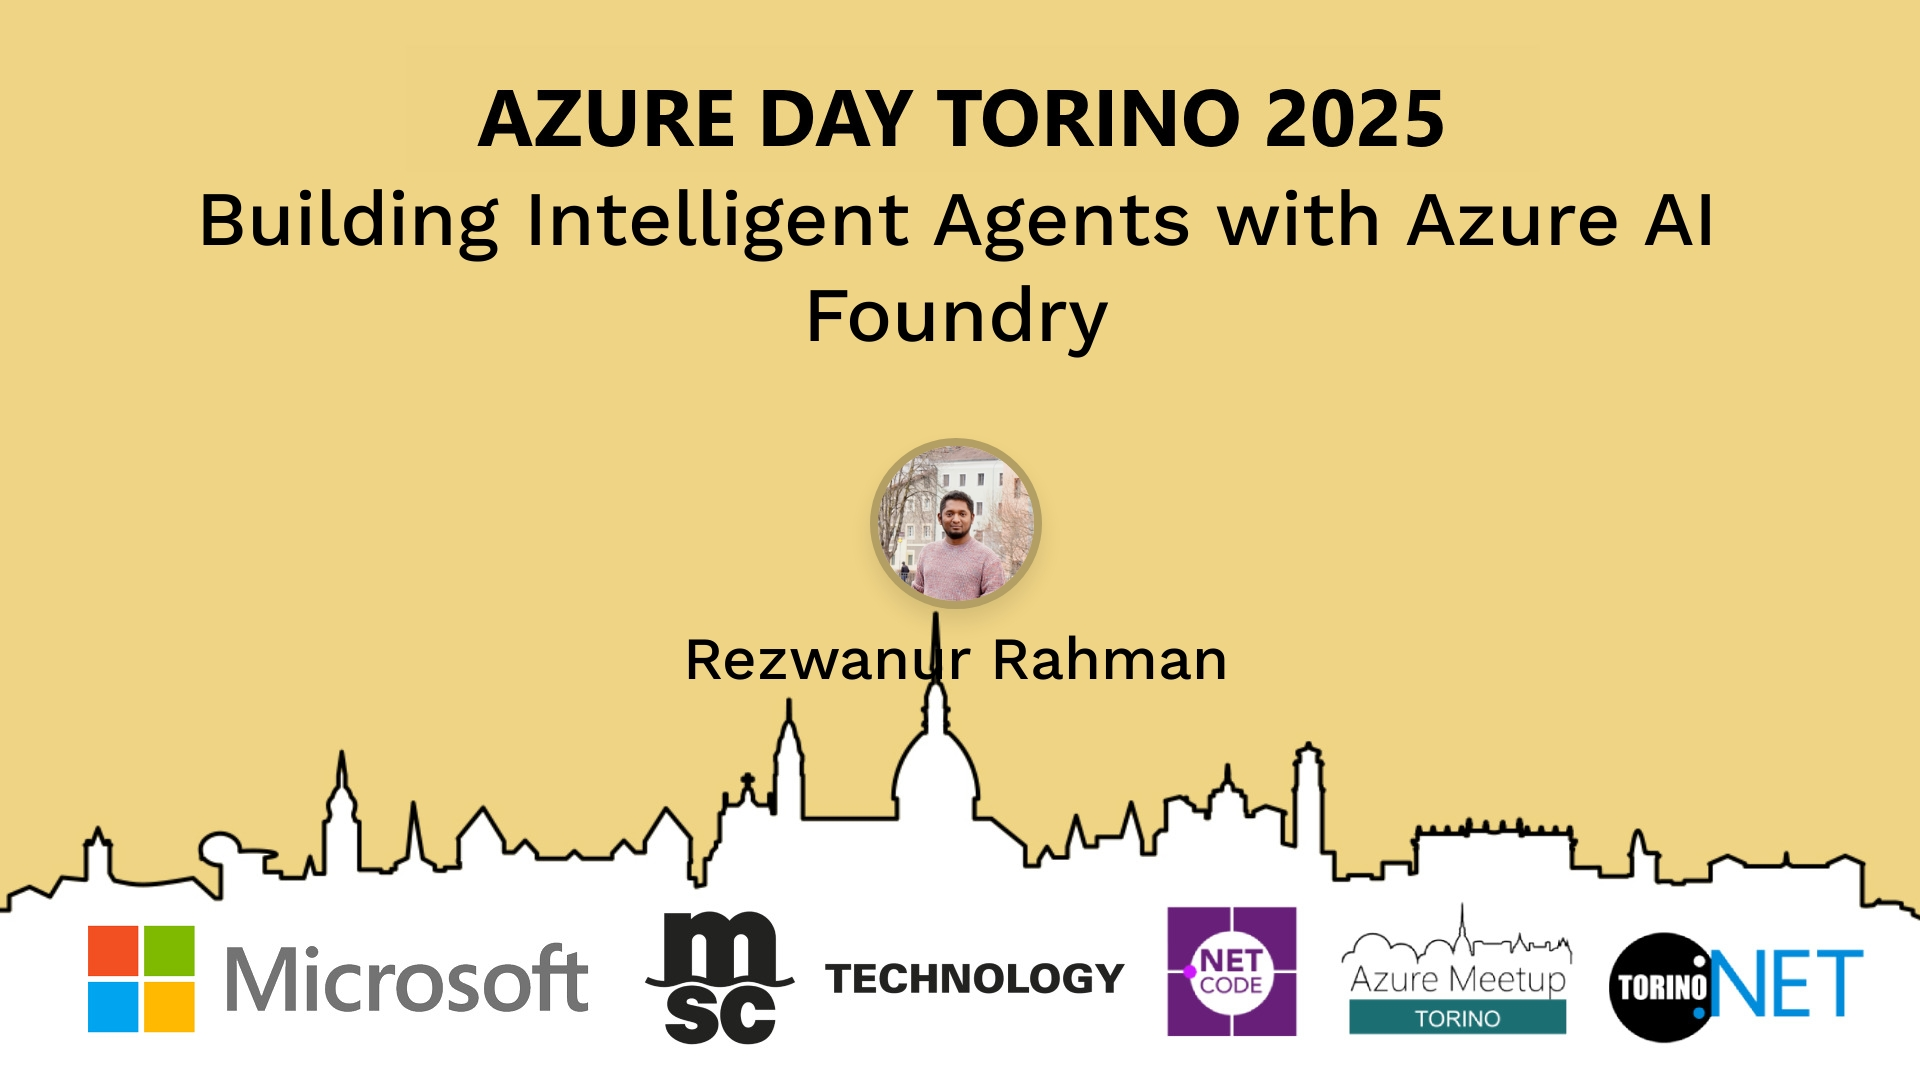 AZURE DAY TORINO 2025
Building Intelligent Agents with Azure AI
Foundry
Rezwanur Rahman
Microsoft
msc
TECHNOLOGY
NET
CODE
Azure Meetup
TORINO
TORINO.NET